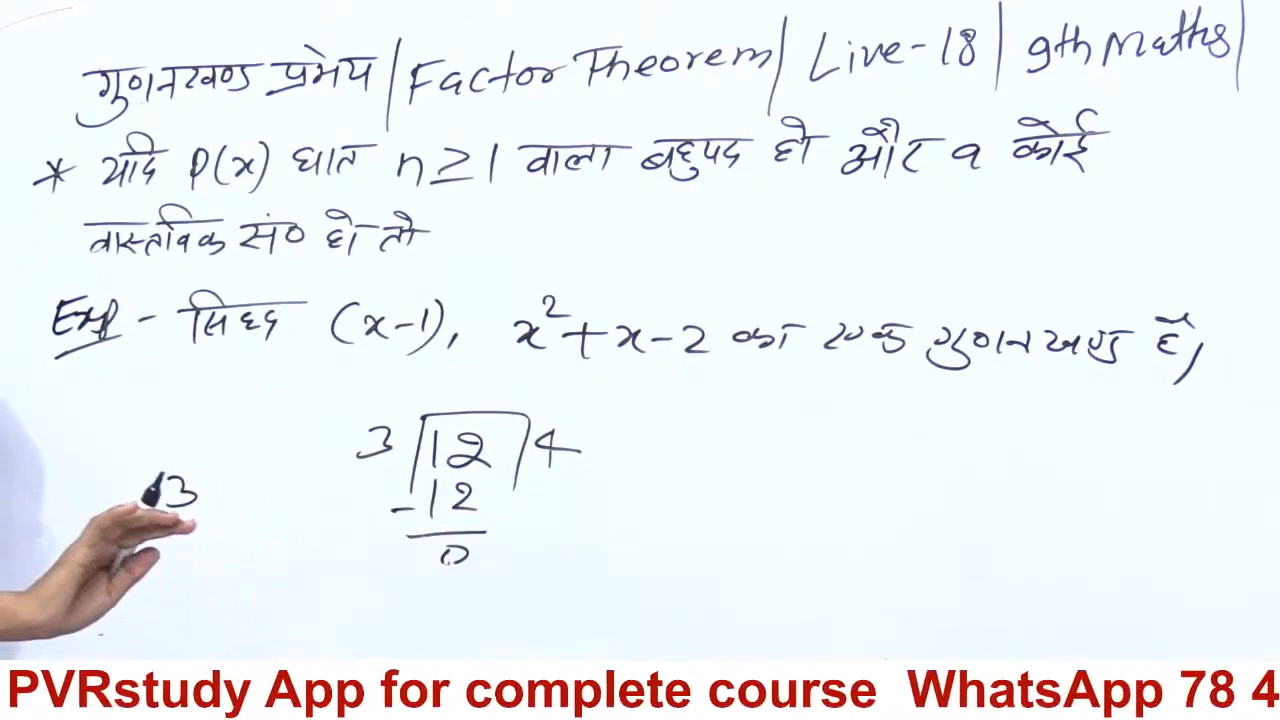 गुणनखण्ड प्रमेय | Factor Theorem | Live-18 | 9th Maths |
* यदि P(x) घात n ≥ 1 वाला बहुपद हो और a कोई
वास्तविक सं० हो तो
Exp - सिध्द (x-1), x²+x-2 का एक गुणनखण्ड है,
3 12 4
3
-12
0
PVRstudy App for complete course WhatsApp 78 4